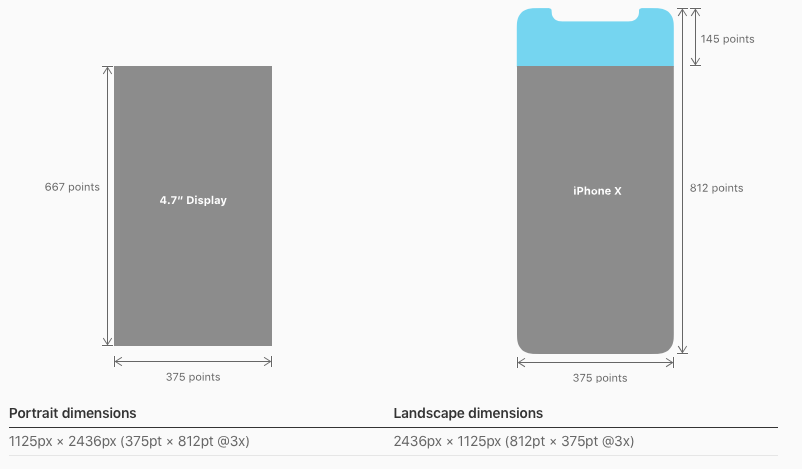 145 points
667 points
4.7" Display
iPhone X
812 points
375 points
375 points
Portrait dimensions
Landscape dimensions
1125px × 2436px (375pt × 812pt @3x)
2436px × 1125px (812pt × 375pt @3x)